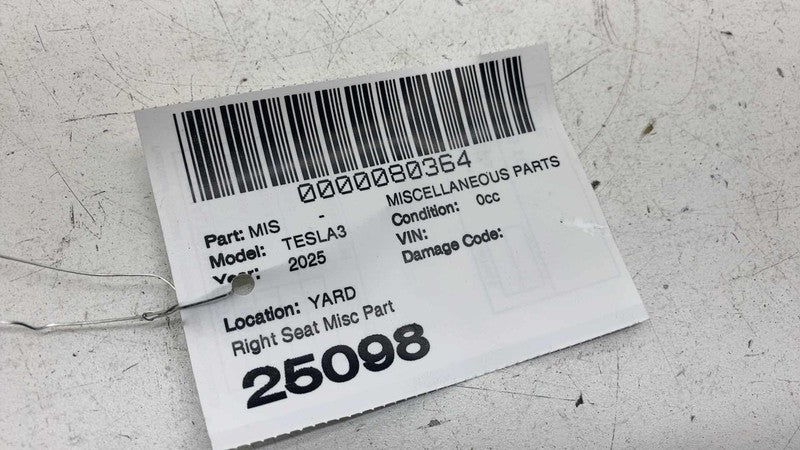 0000080364
Part: MIS - MISCELLANEOUS PARTS
Model: TESLA3 Condition: 0cc
Year: 2025 VIN:
Damage Code:
Location: YARD
Right Seat Misc Part
25098